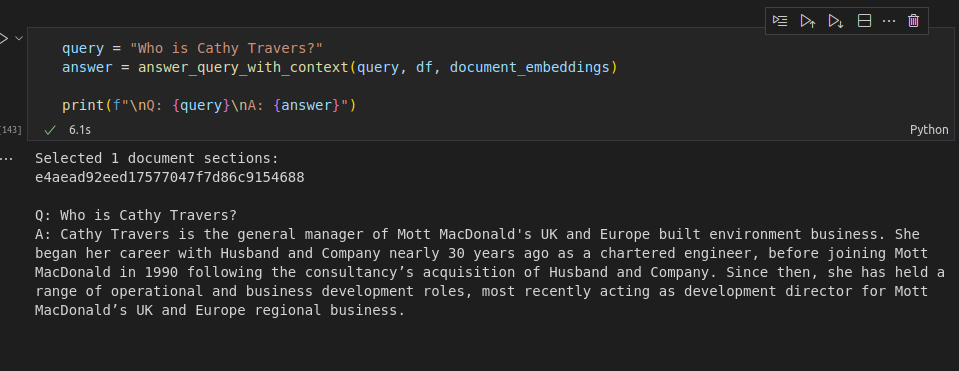 query = "Who is Cathy Travers?"
answer = answer_query_with_context(query, df, document_embeddings)
print(f"\nQ: {query}\nA: {answer}")
[143]
6.1s
Python
Selected 1 document sections:
e4aead92eed17577047f7d86c9154688
Q: Who is Cathy Travers?
A: Cathy Travers is the general manager of Mott MacDonald's UK and Europe built environment business. She
began her career with Husband and Company nearly 30 years ago as a chartered engineer, before joining Mott
MacDonald in 1990 following the consultancy’s acquisition of Husband and Company. Since then, she has held a
range of operational and business development roles, most recently acting as development director for Mott
MacDonald’s UK and Europe regional business.